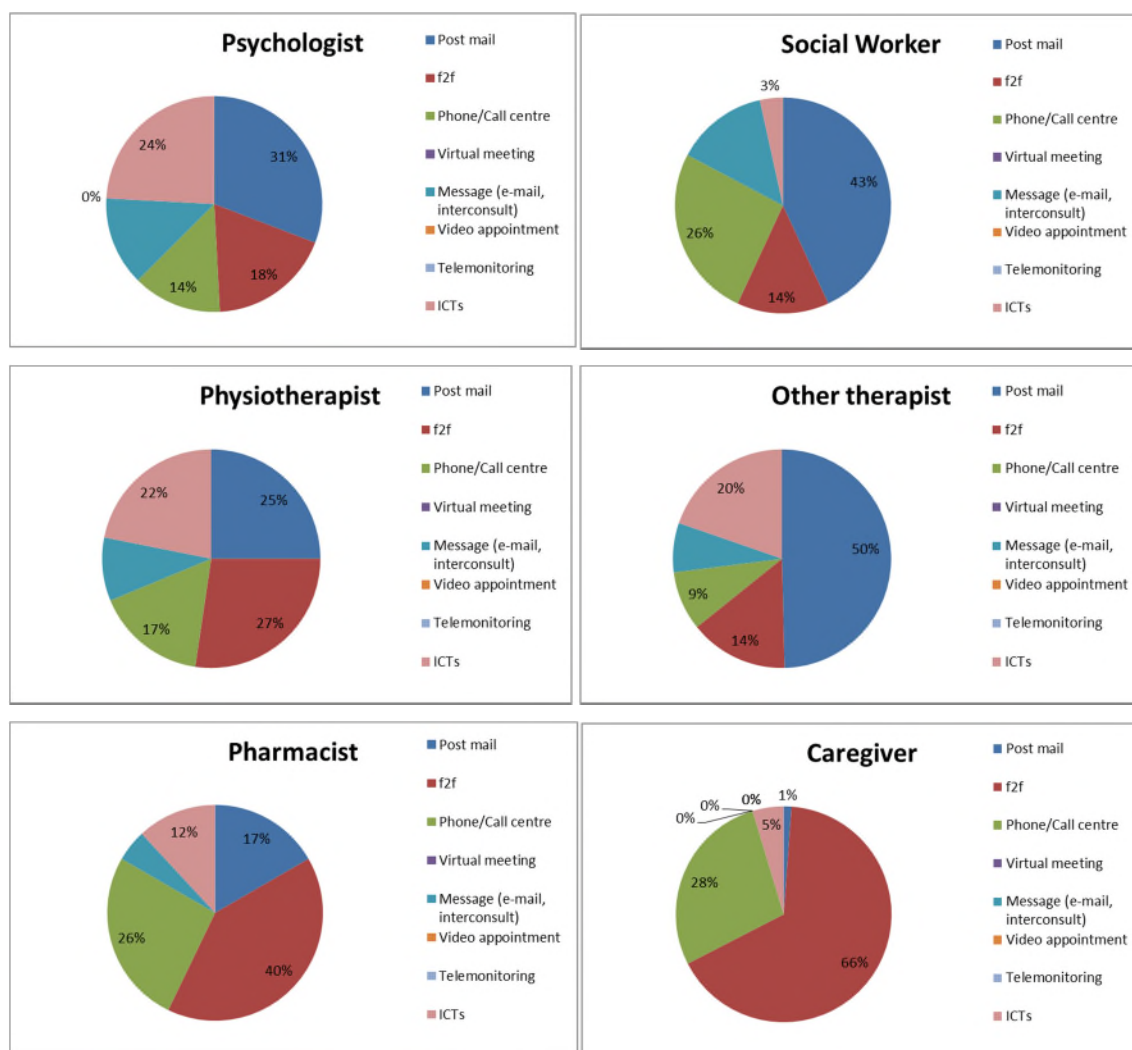 Psychologist
Post mail
f2f
Phone/Call centre
Virtual meeting
Message (e-mail,
interconsult)
Video appointment
Telemonitoring
ICTs
24%
31%
0%
14%
18%
Social Worker
Post mail
f2f
Phone/Call centre
Virtual meeting
Message (e-mail,
interconsult)
Video appointment
Telemonitoring
ICTs
3%
43%
26%
14%
Physiotherapist
Post mail
f2f
Phone/Call centre
Virtual meeting
Message (e-mail,
interconsult)
Video appointment
Telemonitoring
ICTs
22%
25%
17%
27%
Other therapist
Post mail
f2f
Phone/Call centre
Virtual meeting
Message (e-mail,
interconsult)
Video appointment
Telemonitoring
ICTs
20%
50%
9%
14%
Pharmacist
Post mail
f2f
Phone/Call centre
Virtual meeting
Message (e-mail,
interconsult)
Video appointment
Telemonitoring
ICTs
12%
17%
26%
40%
Caregiver
Post mail
f2f
Phone/Call centre
Virtual meeting
Message (e-mail,
interconsult)
Video appointment
Telemonitoring
ICTs
0%
0%
0%
1%
5%
28%
66%